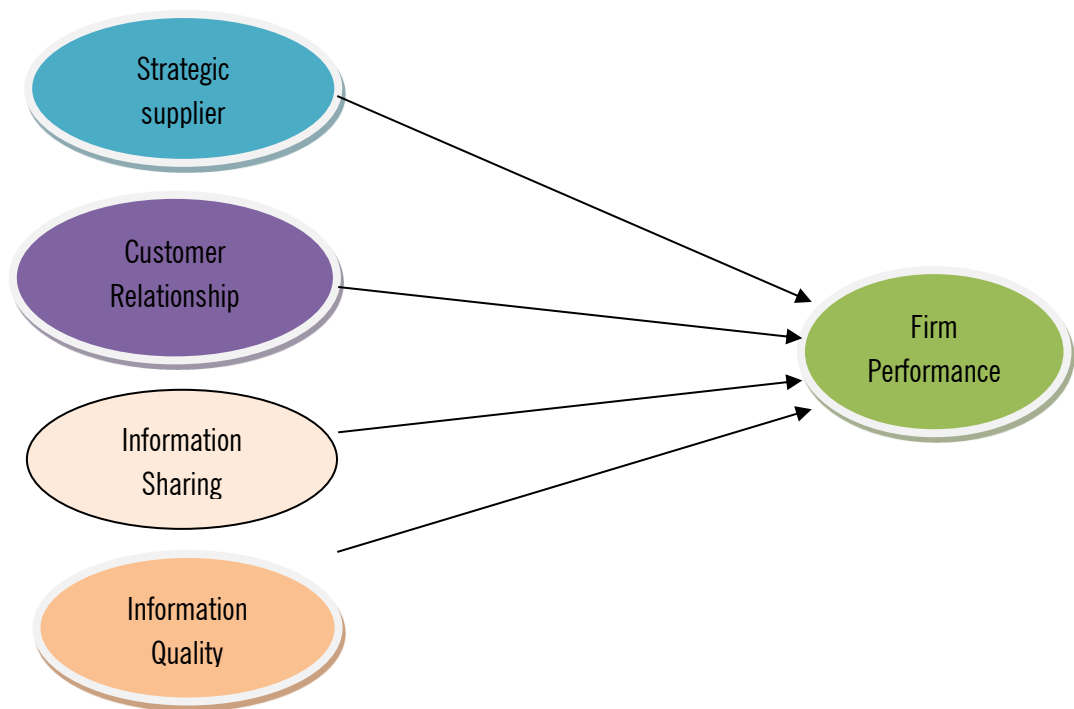 Strategic
supplier
Customer
Relationship
Information
Sharing
Information
Quality
Firm
Performance